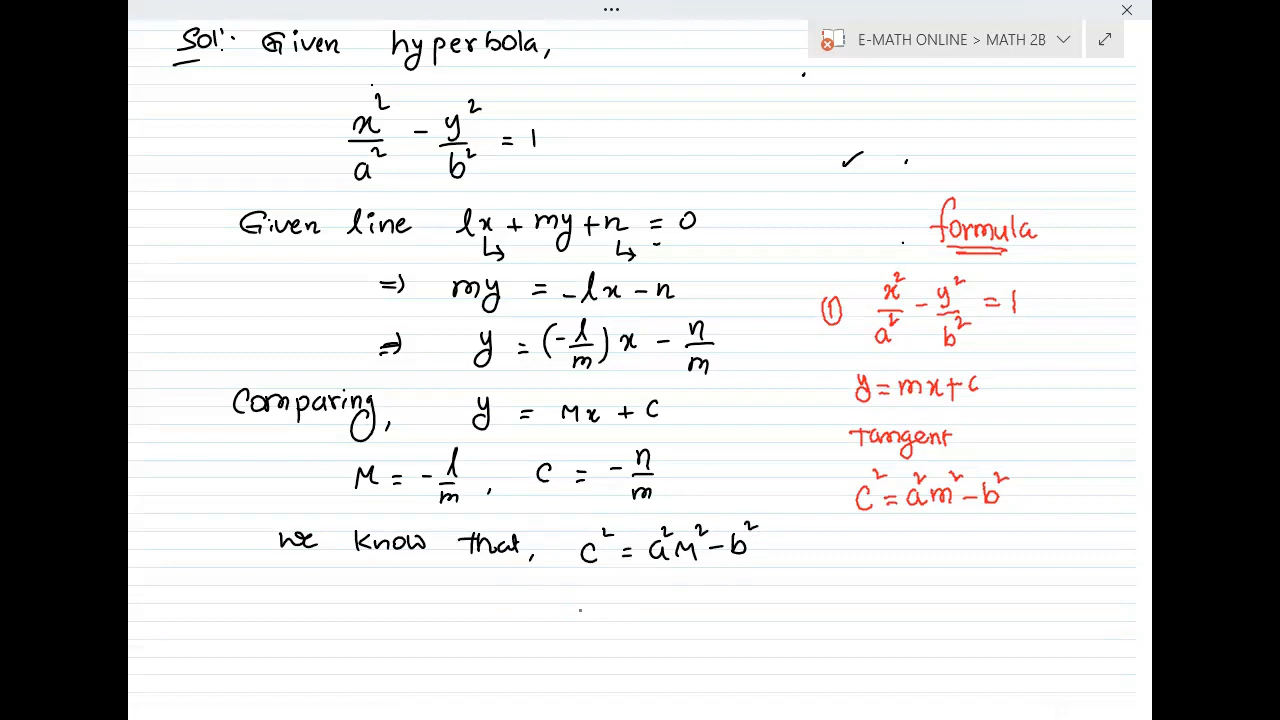 Sol:- Given hyperbola,
E-MATH ONLINE > MATH 2B
x²/a² - y²/b² = 1
Given line lx + my + n = 0
⇒ my = -lx - n
⇒ y = (-l/m) x - n/m
Comparing, y = Mx + C
M = -l/m , C = -n/m
We know that, C² = a²M² - b²
formula
① x²/a² - y²/b² = 1
y = mx + c
Tangent
C² = a²m² - b²